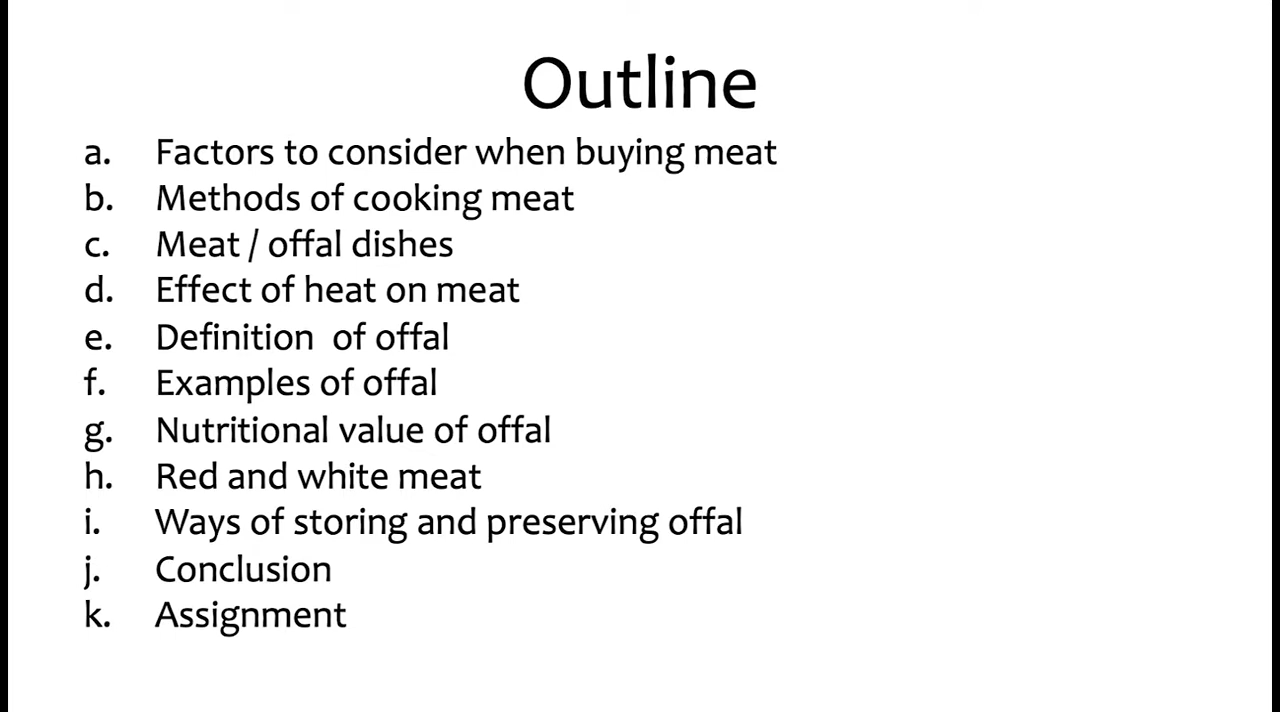 Outline
a. Factors to consider when buying meat
b. Methods of cooking meat
c. Meat / offal dishes
d. Effect of heat on meat
e. Definition  of offal
f. Examples of offal
g. Nutritional value of offal
h. Red and white meat
i. Ways of storing and preserving offal
j. Conclusion
k. Assignment